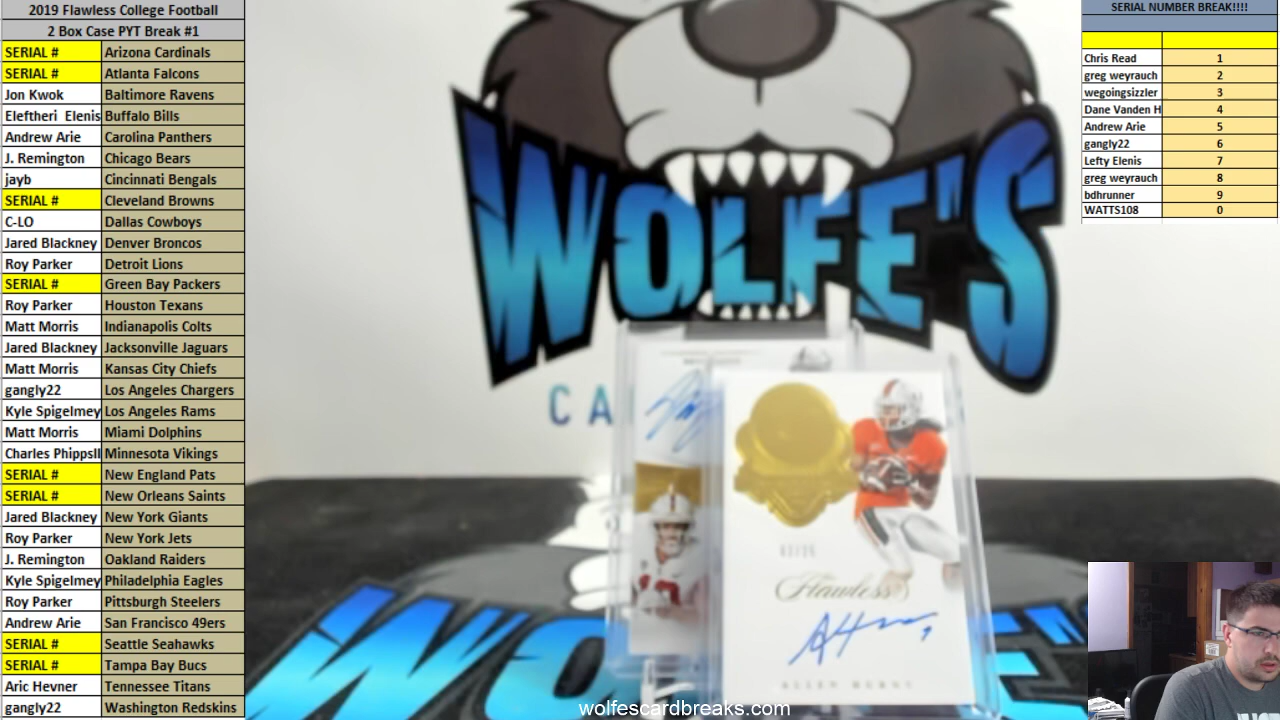 2019 Flawless College Football
2 Box Case PYT Break #1
SERIAL # Arizona Cardinals
SERIAL # Atlanta Falcons
Jon Kwok Baltimore Ravens
Eleftheri Elenis Buffalo Bills
Andrew Arie Carolina Panthers
J. Remington Chicago Bears
jayb Cincinnati Bengals
SERIAL # Cleveland Browns
C-LO Dallas Cowboys
Jared Blackney Denver Broncos
Roy Parker Detroit Lions
SERIAL # Green Bay Packers
Roy Parker Houston Texans
Matt Morris Indianapolis Colts
Jared Blackney Jacksonville Jaguars
Matt Morris Kansas City Chiefs
gangly22 Los Angeles Chargers
Kyle Spigelmey Los Angeles Rams
Matt Morris Miami Dolphins
Charles Phippsll Minnesota Vikings
SERIAL # New England Pats
SERIAL # New Orleans Saints
Jared Blackney New York Giants
Roy Parker New York Jets
J. Remington Oakland Raiders
Kyle Spigelmey Philadelphia Eagles
Roy Parker Pittsburgh Steelers
Andrew Arie San Francisco 49ers
SERIAL # Seattle Seahawks
SERIAL # Tampa Bay Bucs
Aric Hevner Tennessee Titans
gangly22 Washington Redskins
SERIAL NUMBER BREAK!!!!
Chris Read 1
greg weyrauch 2
wegoingsizzler 3
Dane Vanden H 4
Andrew Arie 5
gangly22 6
Lefty Elenis 7
greg weyrauch 8
bdhrunner 9
WATTS108 0
WOLFE'S
CA
Flawless
ALLEN HURNS
wolfescardbreaks.com